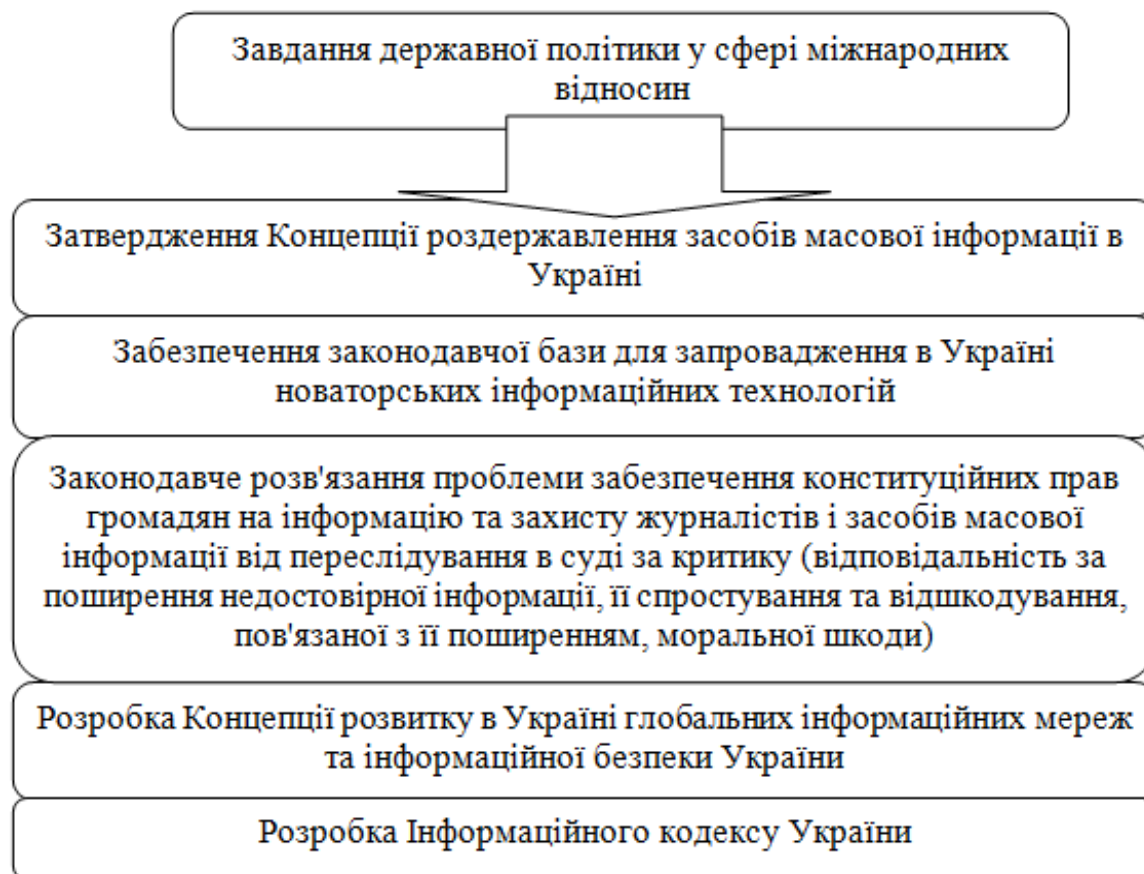 Завдання державної політики у сфері міжнародних
відносин
Затвердження Концепції роздержавлення засобів масової інформації в
Україні
Забезпечення законодавчої бази для запровадження в Україні
новаторських інформаційних технологій
Законодавче розв'язання проблеми забезпечення конституційних прав
громадян на інформацію та захисту журналістів і засобів масової
інформації від переслідування в суді за критику (відповідальність за
поширення недостовірної інформації, її спростування та відшкодування,
пов'язаної з її поширенням, моральної шкоди)
Розробка Концепції розвитку в Україні глобальних інформаційних мереж
та інформаційної безпеки України
Розробка Інформаційного кодексу України